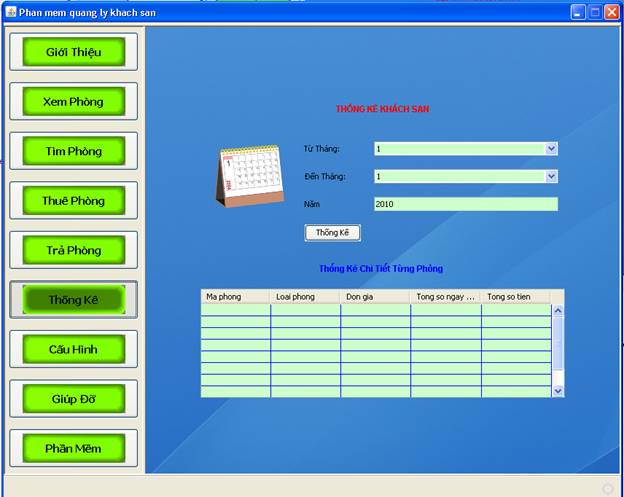 Phan mem quang ly khach san
Giới Thiệu
Xem Phòng
Tìm Phòng
Thuê Phòng
Trả Phòng
Thống Kê
Cấu Hình
Giúp Đỡ
Phần Mềm
THỐNG KÊ KHÁCH SẠN
Từ Tháng: 1
Đến Tháng: 1
Năm 2010
Thống Kê
Thống Kê Chi Tiết Từng Phòng
Ma phong Loai phong Don gia Tong so ngay ... Tong so tien